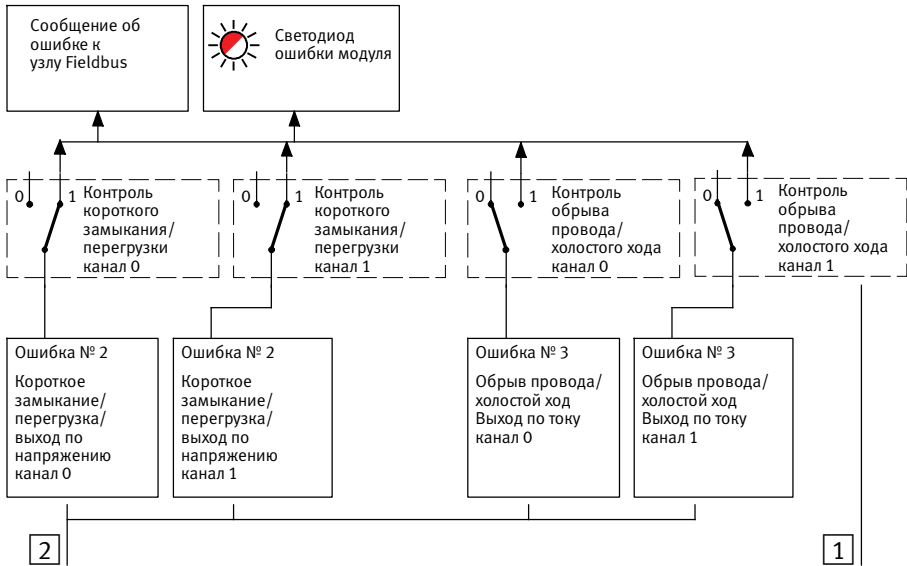 Сообщение об
ошибке к
узлу Fieldbus
Светодиод
ошибки модуля
0
1
Контроль
короткого
замыкания/
перегрузки
канал 0
0
1
Контроль
короткого
замыкания/
перегрузки
канал 1
0
1
Контроль
обрыва
провода/
холостого хода
канал 0
0
1
Контроль
обрыва
провода/
холостого хода
канал 1
Ошибка № 2
Короткое
замыкание/
перегрузка/
выход по
напряжению
канал 0
Ошибка № 2
Короткое
замыкание/
перегрузка/
выход по
напряжению
канал 1
Ошибка № 3
Обрыв провода/
холостой ход
Выход по току
канал 0
Ошибка № 3
Обрыв провода/
холостой ход
Выход по току
канал 1
2
1